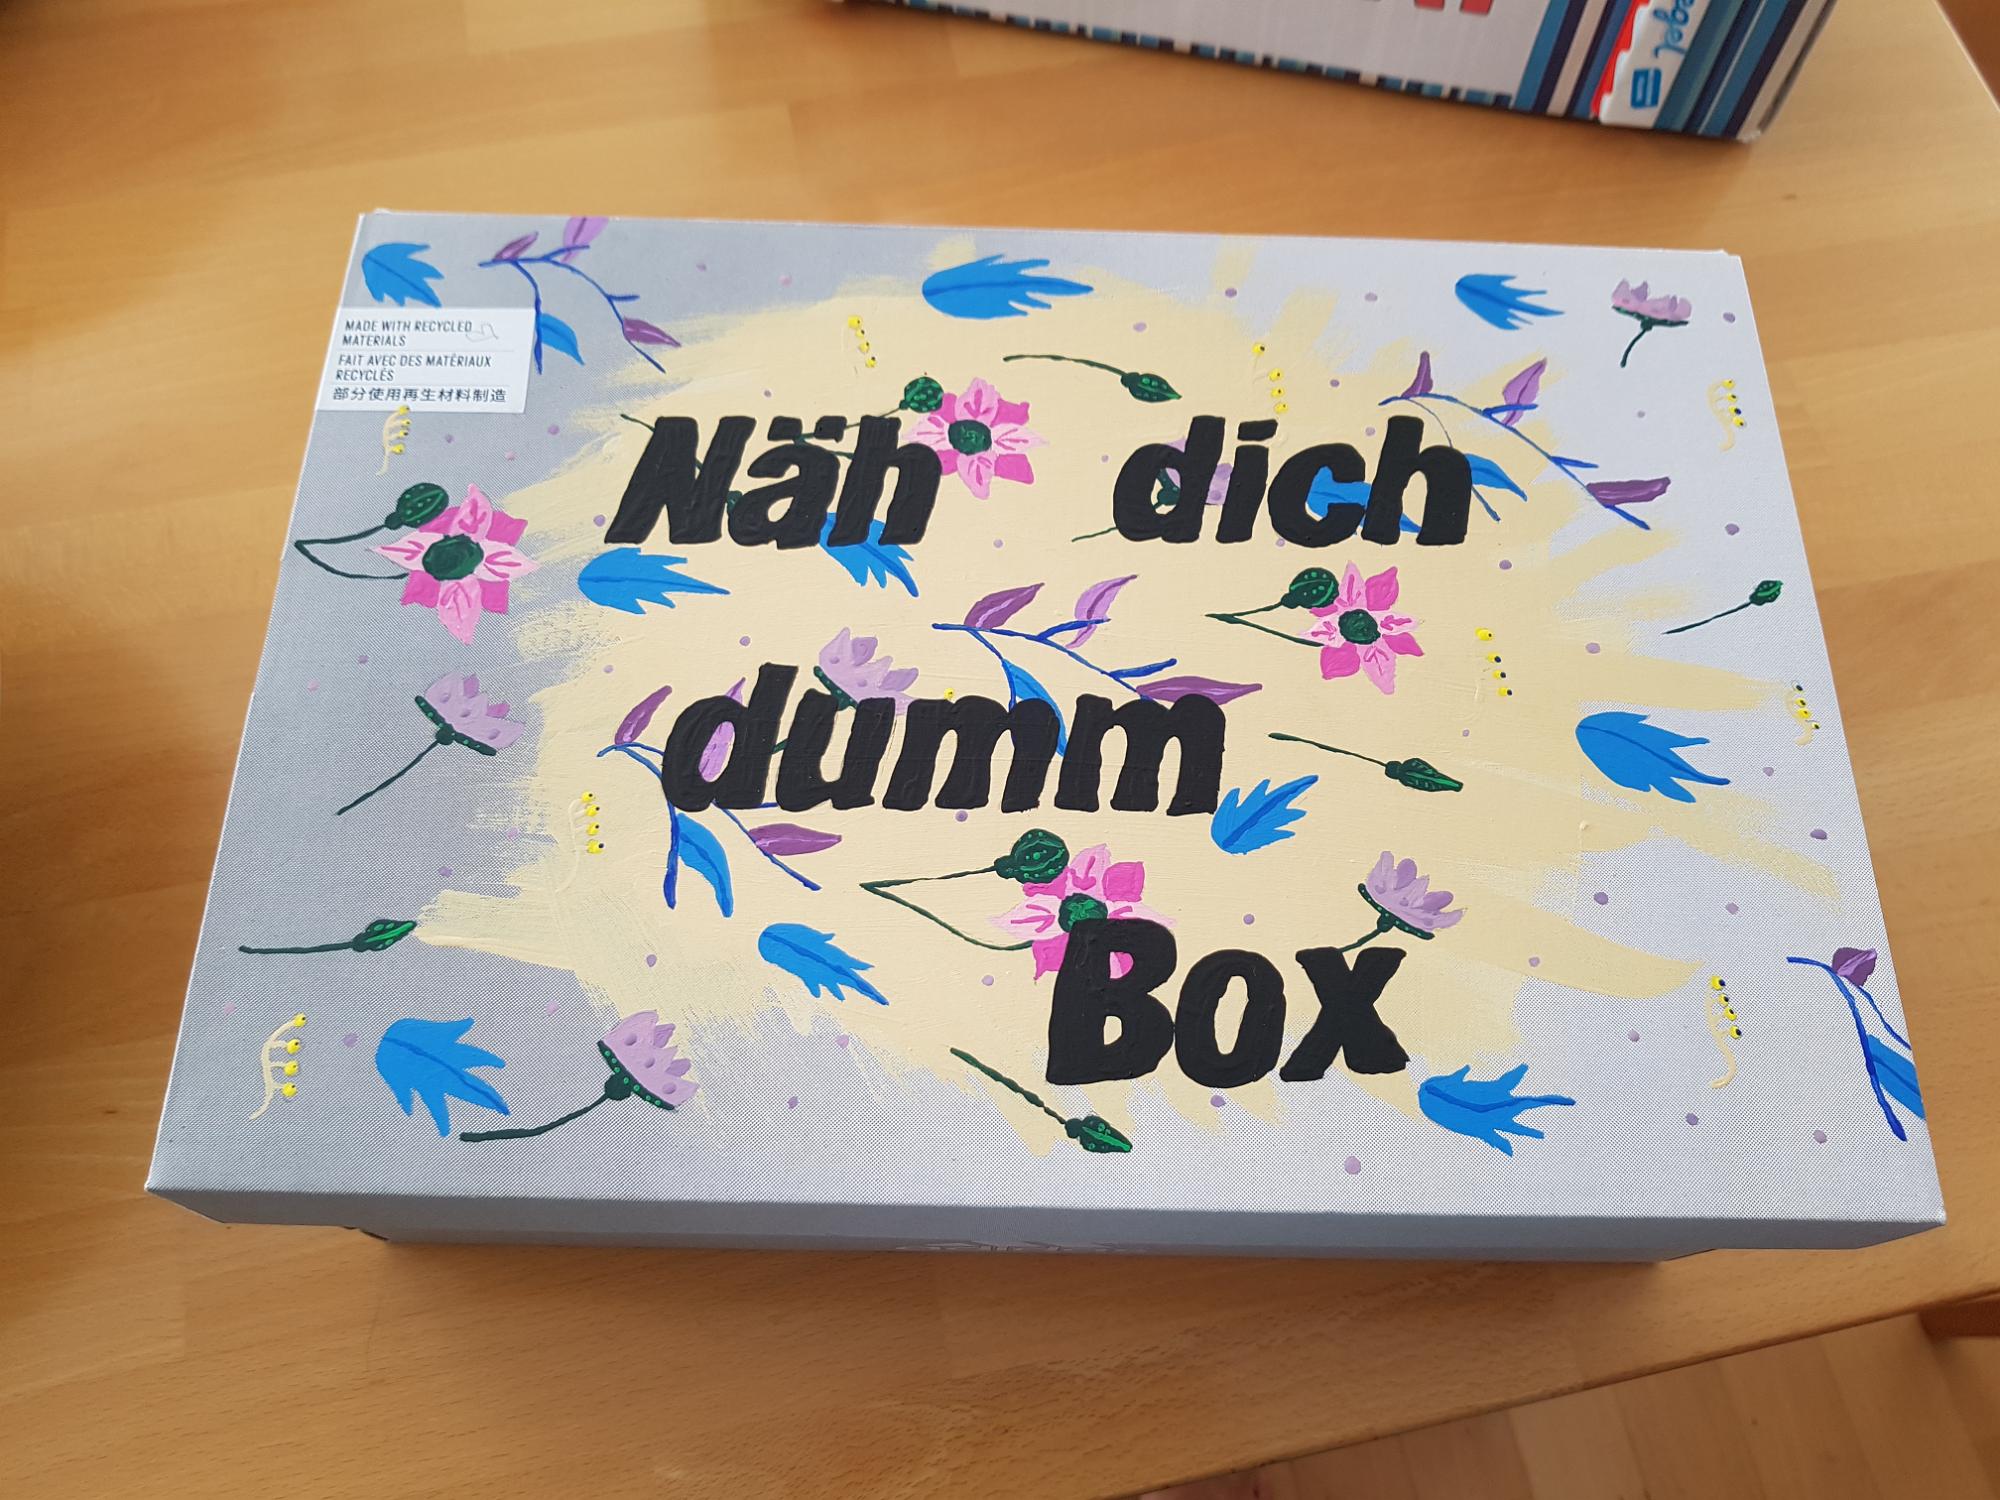 MADE WITH RECYCLED
MATERIALS
FAIT AVEC DES MATÉRIAUX
RECYCLÉS
部分使用再生材料制造
Näh dich
dumm
Box